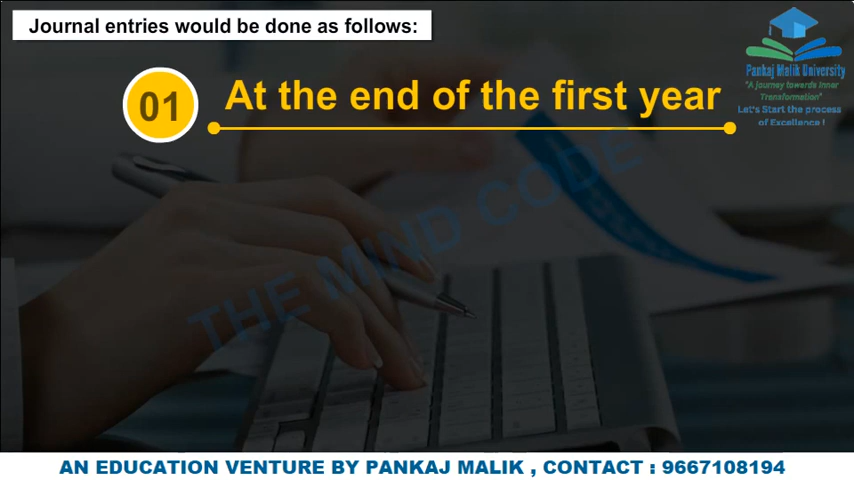 Journal entries would be done as follows:
01
At the end of the first year
Pankaj Malik University
"A journey towards Inner
Transformation"
Let's Start the process
of Excellence !
THE MIND CODE
AN EDUCATION VENTURE BY PANKAJ MALIK , CONTACT : 9667108194